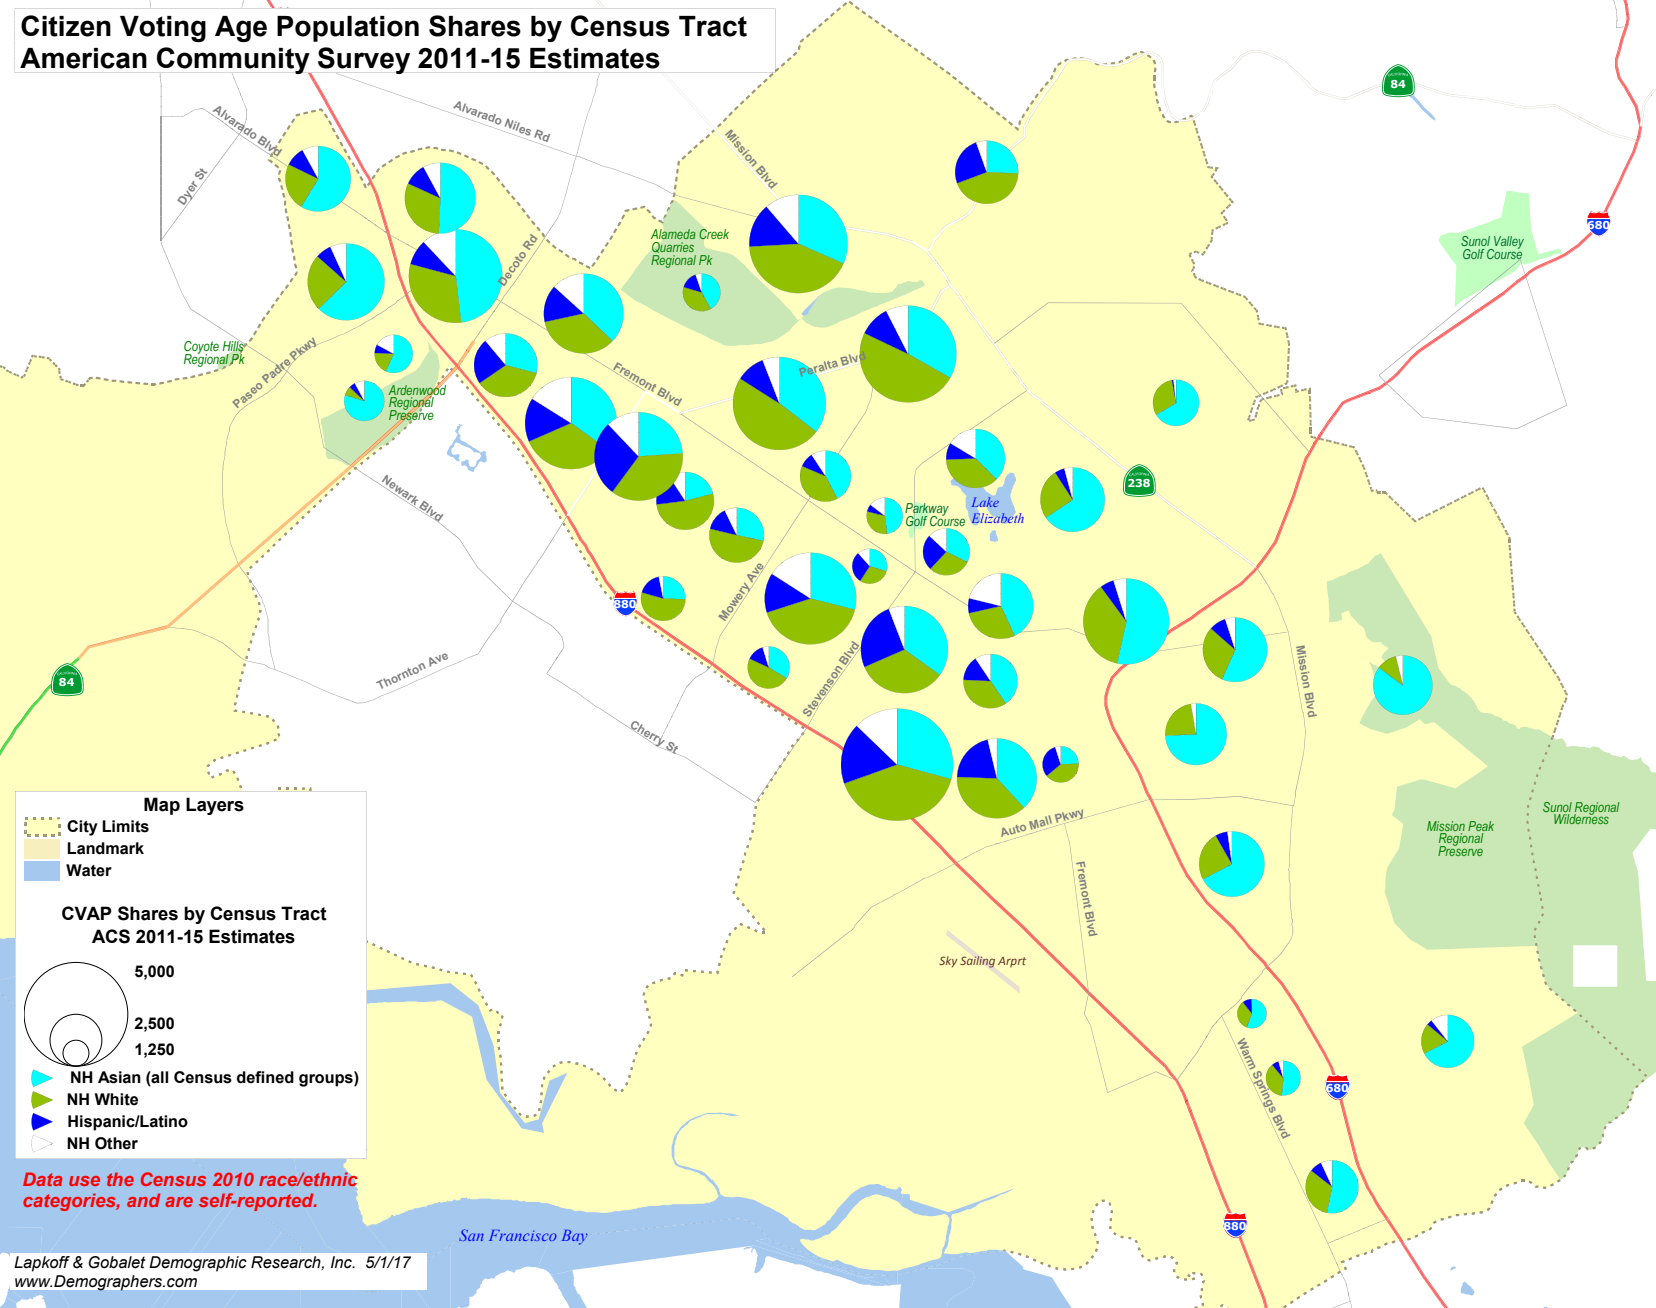 Citizen Voting Age Population Shares by Census Tract
American Community Survey 2011-15 Estimates
84
Alvarado Niles Rd
Alvarado Blvd
Mission Blvd
Dyer St
680
Alameda Creek
Quarries
Regional Pk
Sunol Valley
Golf Course
Decoto Rd
Coyote Hills
Regional Pk
Paseo Padre Pkwy
Peralta Blvd
Fremont Blvd
Ardenwood
Regional
Preserve
238
Newark Blvd
Lake
Elizabeth
Parkway
Golf Course
Mowery Ave
880
Thornton Ave
Stevenson Blvd
Mission Blvd
84
Cherry St
Auto Mall Pkwy
Sunol Regional
Wilderness
Mission Peak
Regional
Preserve
Fremont Blvd
Sky Sailing Arprt
Warm Springs Blvd
680
880
San Francisco Bay
Map Layers
City Limits
Landmark
Water
CVAP Shares by Census Tract
ACS 2011-15 Estimates
5,000
2,500
1,250
NH Asian (all Census defined groups)
NH White
Hispanic/Latino
NH Other
Data use the Census 2010 race/ethnic
categories, and are self-reported.
Lapkoff & Gobalet Demographic Research, Inc. 5/1/17
www.Demographers.com